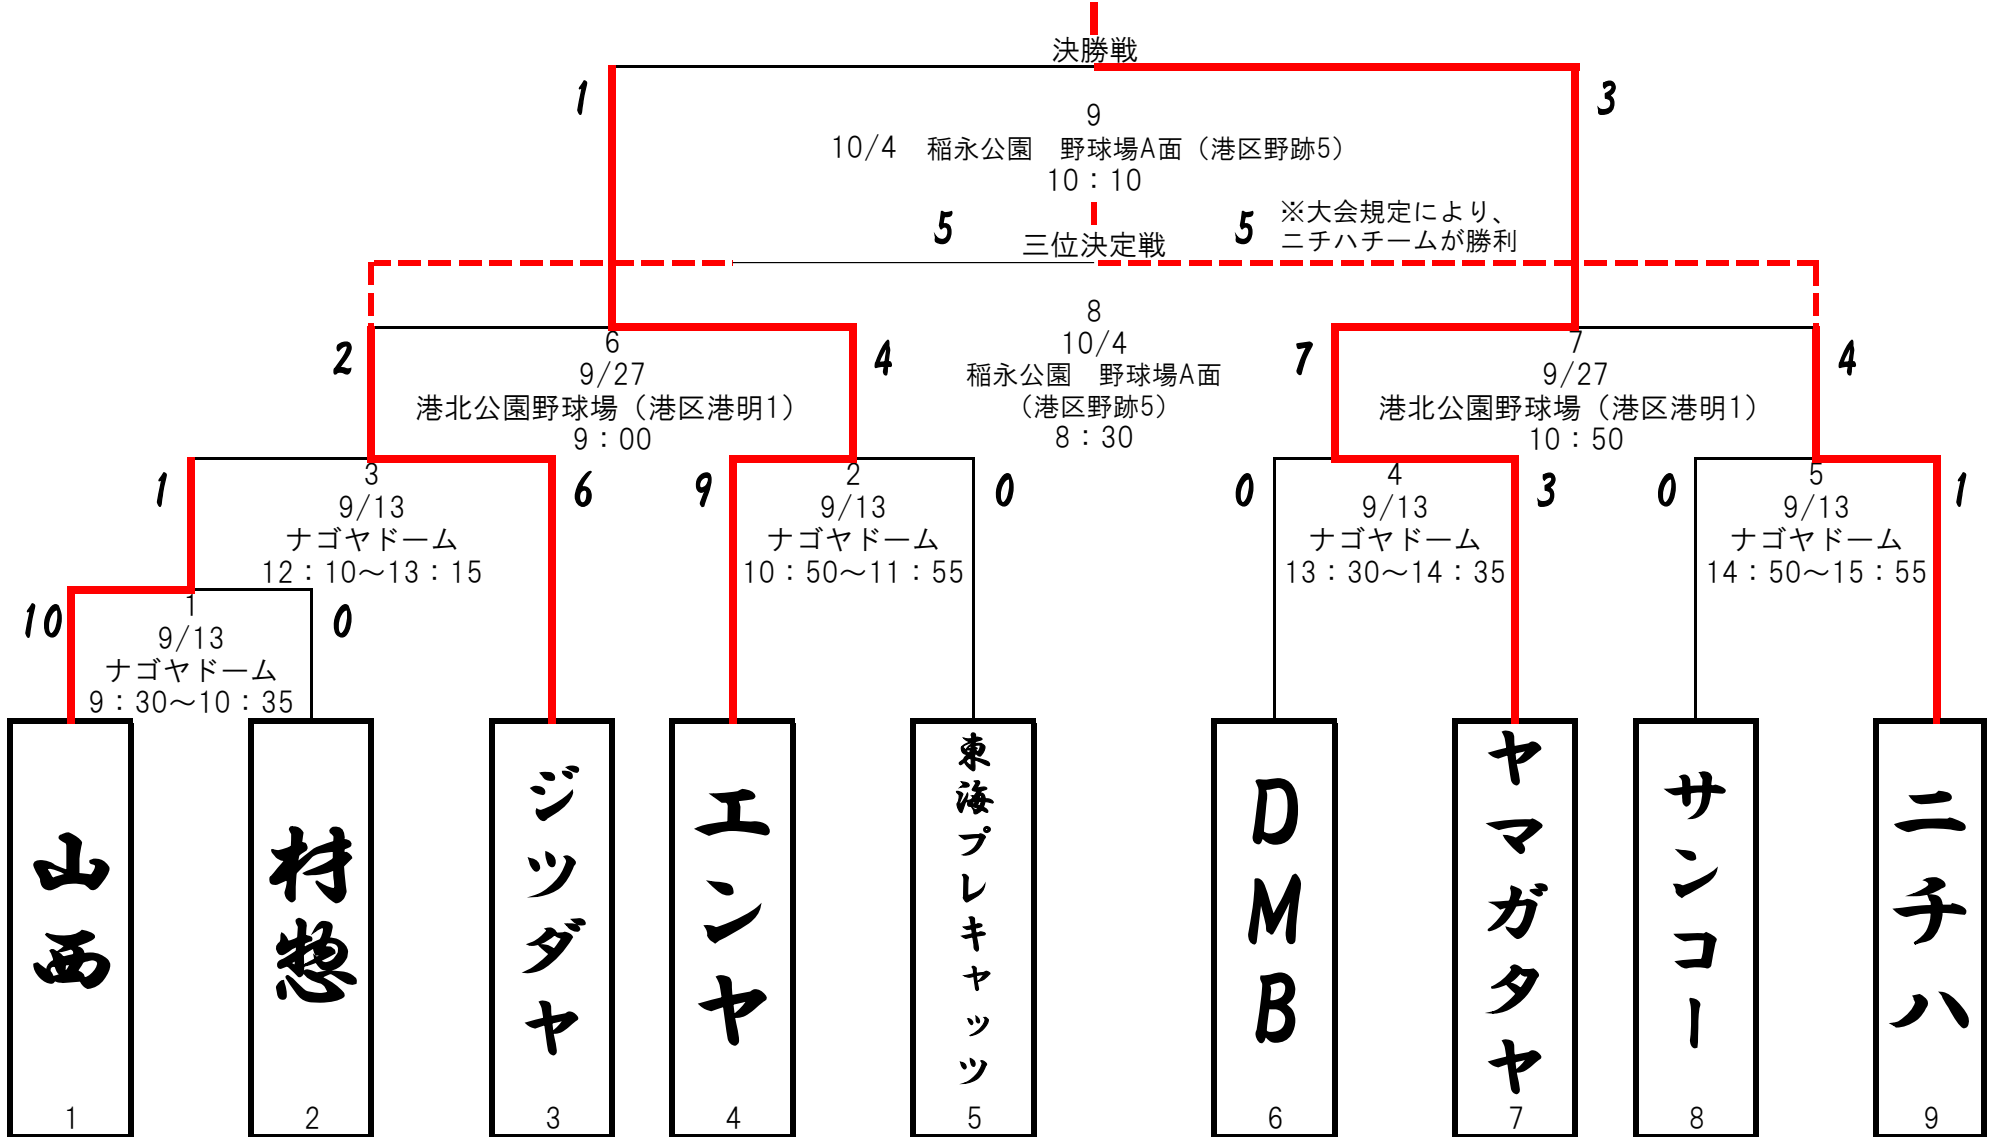 決勝戦
1
3
9
10/4　稲永公園　野球場A面（港区野跡5）
10：10
※大会規定により、
ニチハチームが勝利
5
三位決定戦
5
8
10/4
稲永公園　野球場A面
（港区野跡5）
8：30
2
6
9/27
港北公園野球場（港区港明1）
9：00
4
7
7
9/27
港北公園野球場（港区港明1）
10：50
4
1
3
9/13
ナゴヤドーム
12：10～13：15
6
9
2
9/13
ナゴヤドーム
10：50～11：55
0
0
4
9/13
ナゴヤドーム
13：30～14：35
3
0
5
9/13
ナゴヤドーム
14：50～15：55
1
10
1
9/13
ナゴヤドーム
9：30～10：35
0
山西
1
材惣
2
ジツダヤ
3
エンヤ
4
東海プレキャッツ
5
DMB
6
ヤマガタヤ
7
サンコー
8
ニチハ
9